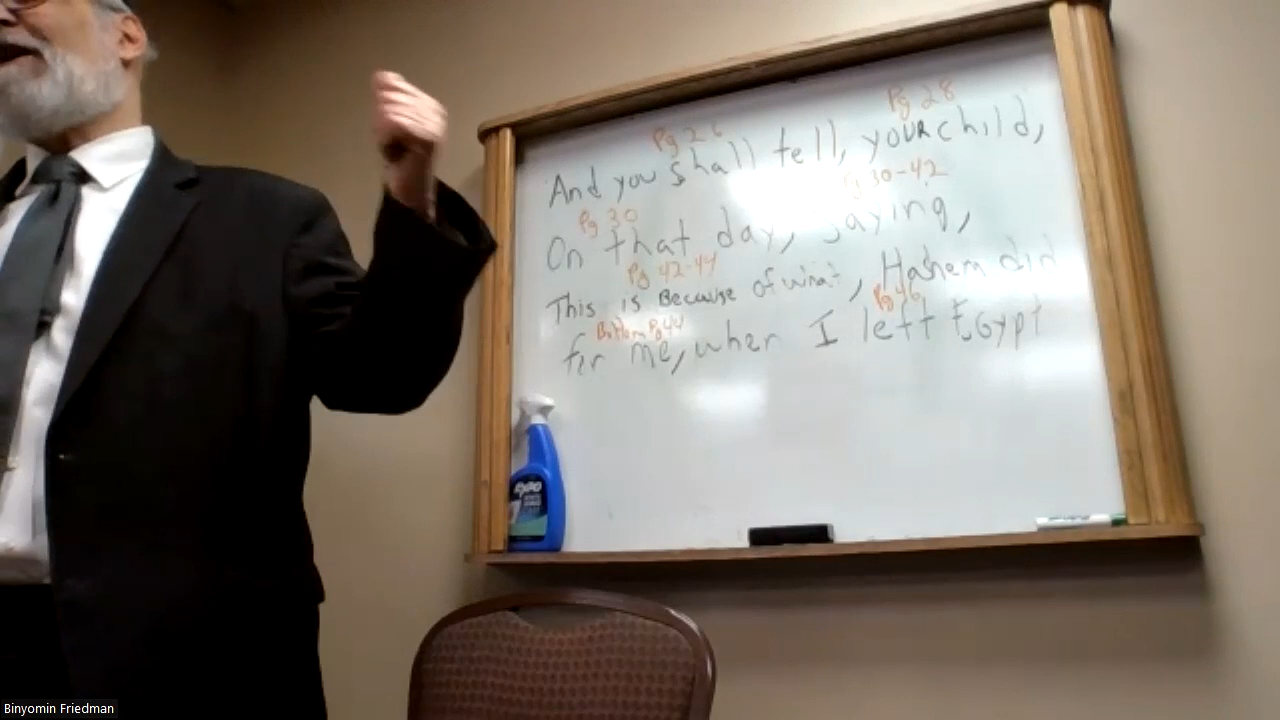 Pg 28
Pg 26
And you shall tell, your child,
Pg 30-42
Pg 30
On that day, saying,
Pg 42-44
This is Because of what, Hashem did
Pg 46
Bottom Pg 44
for me, when I left Egypt
EXPO
Binyomin Friedman